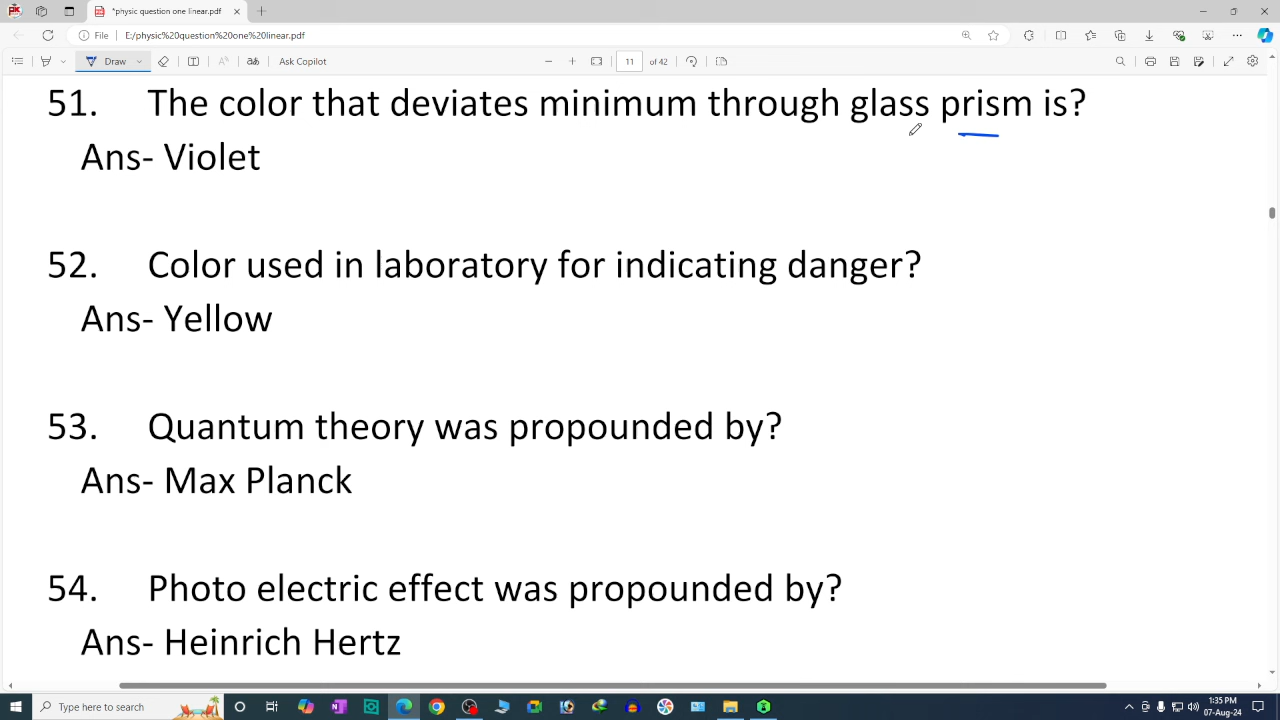 *physic question one linear.pdf
File
E:/physic%20question%20one%20linear.pdf
Draw
Ask Copilot
11 of 42
51. The color that deviates minimum through glass prism is?
Ans- Violet
52. Color used in laboratory for indicating danger?
Ans- Yellow
53. Quantum theory was propounded by?
Ans- Max Planck
54. Photo electric effect was propounded by?
Ans- Heinrich Hertz
Type here to search
1:35 PM
07-Aug-24